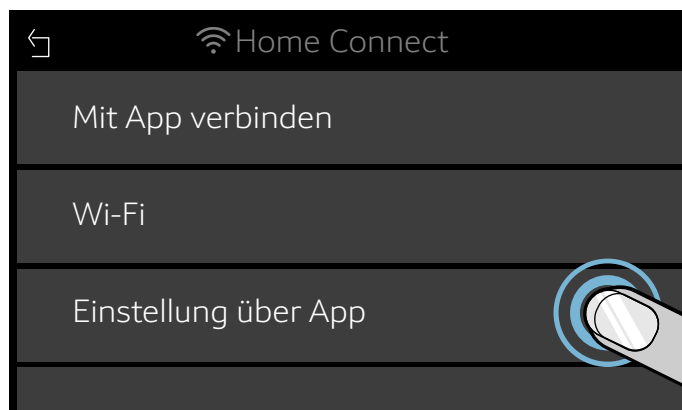 Home Connect
Mit App verbinden
Wi-Fi
Einstellung über App